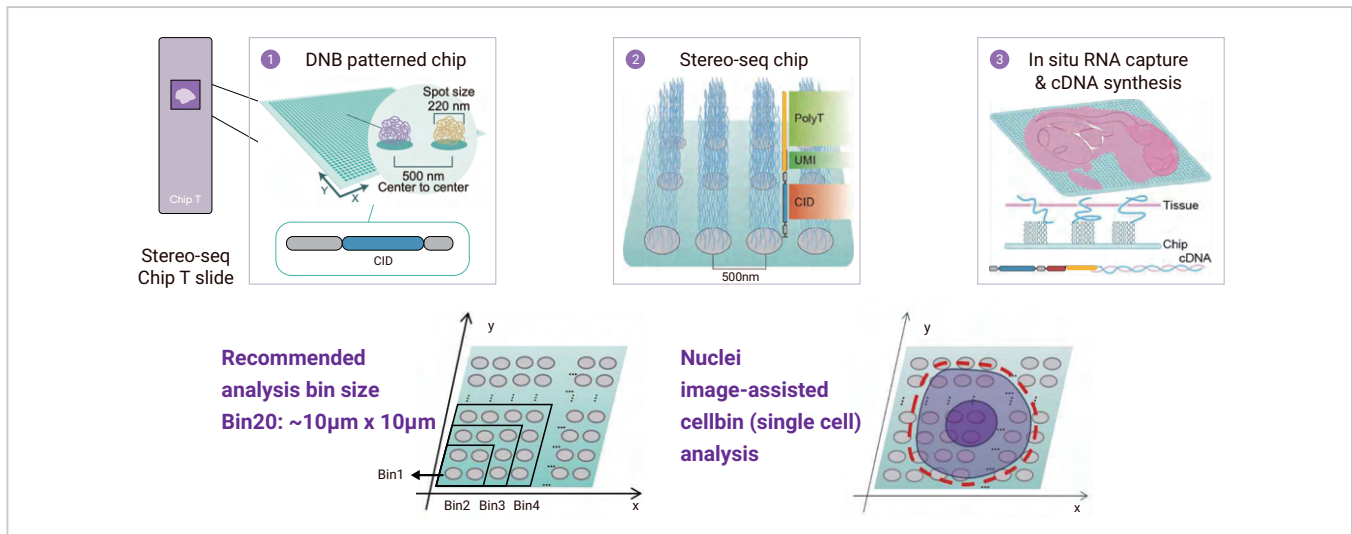 Chip T
Stereo-seq
Chip T slide
1
DNB patterned chip
Spot size
220 nm
500 nm
Center to center
Y
X
CID
2
Stereo-seq chip
PolyT
UMI
CID
500nm
3
In situ RNA capture
& cDNA synthesis
Tissue
Chip
cDNA
Recommended
analysis bin size
Bin20: ~10μm x 10μm
y
Bin1
Bin2 Bin3 Bin4
x
Nuclei
image-assisted
cellbin (single cell)
analysis
y
x